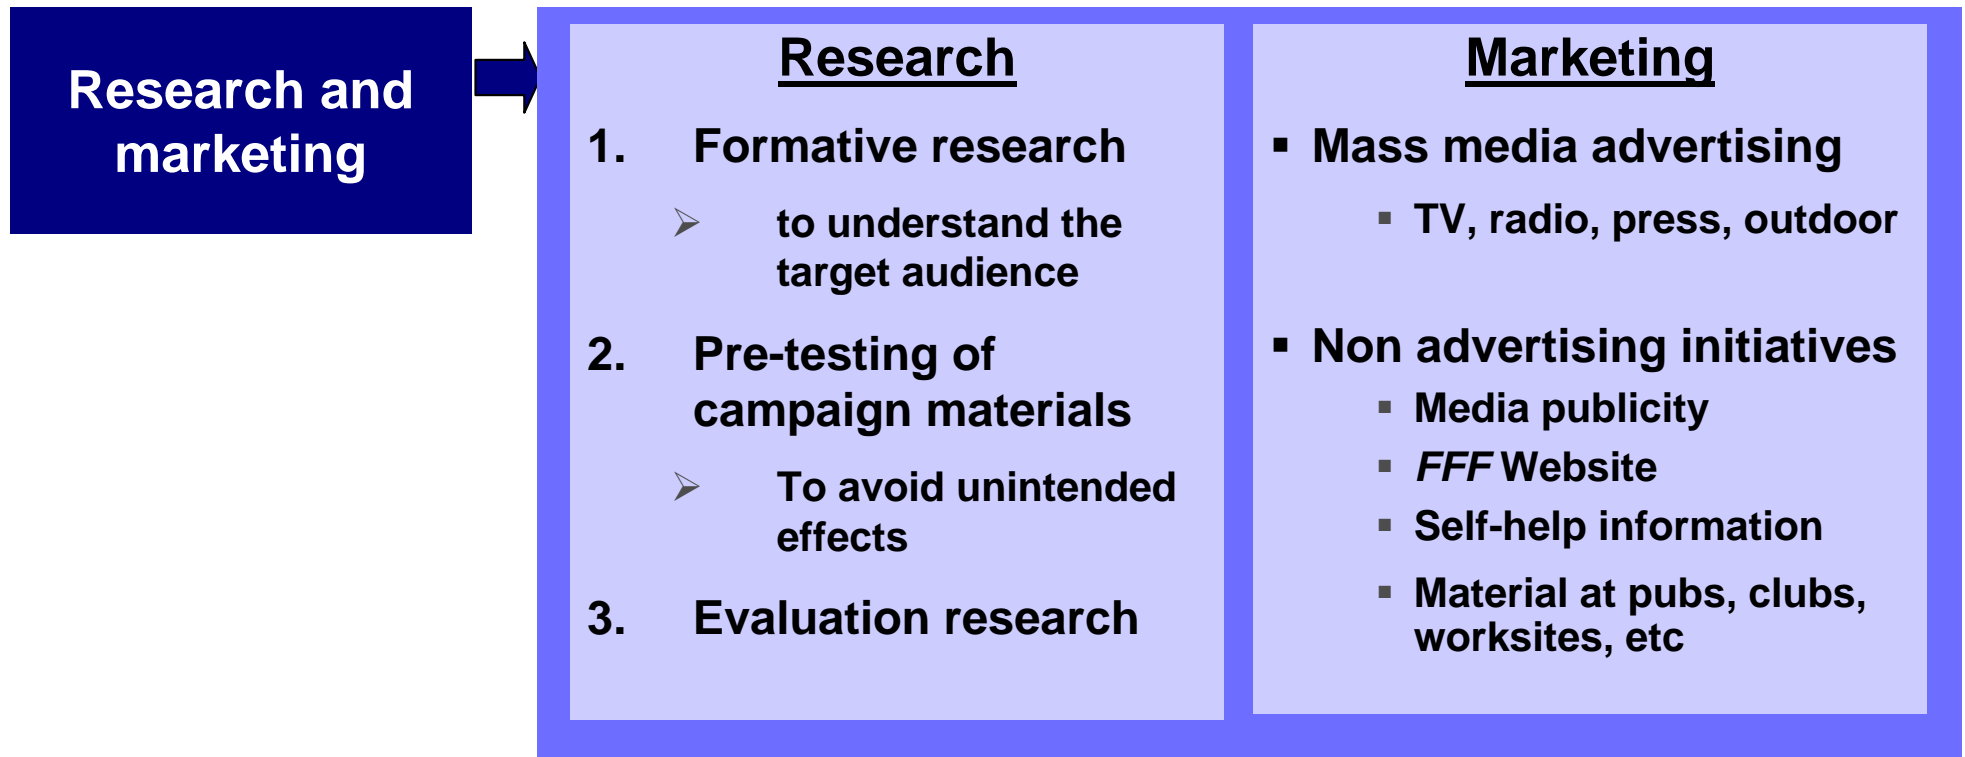 Research and
marketing
Research
1. Formative research
➢ to understand the
target audience
2. Pre-testing of
campaign materials
➢ To avoid unintended
effects
3. Evaluation research
Marketing
▪ Mass media advertising
▪ TV, radio, press, outdoor
▪ Non advertising initiatives
▪ Media publicity
▪ FFF Website
▪ Self-help information
▪ Material at pubs, clubs,
worksites, etc